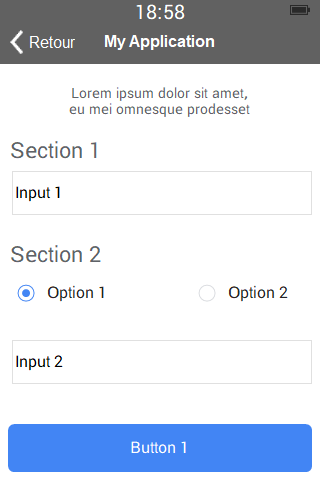 18:58
Retour
My Application
Lorem ipsum dolor sit amet,
eu mei omnesque prodesset
Section 1
Input 1
Section 2
Option 1
Option 2
Input 2
Button 1